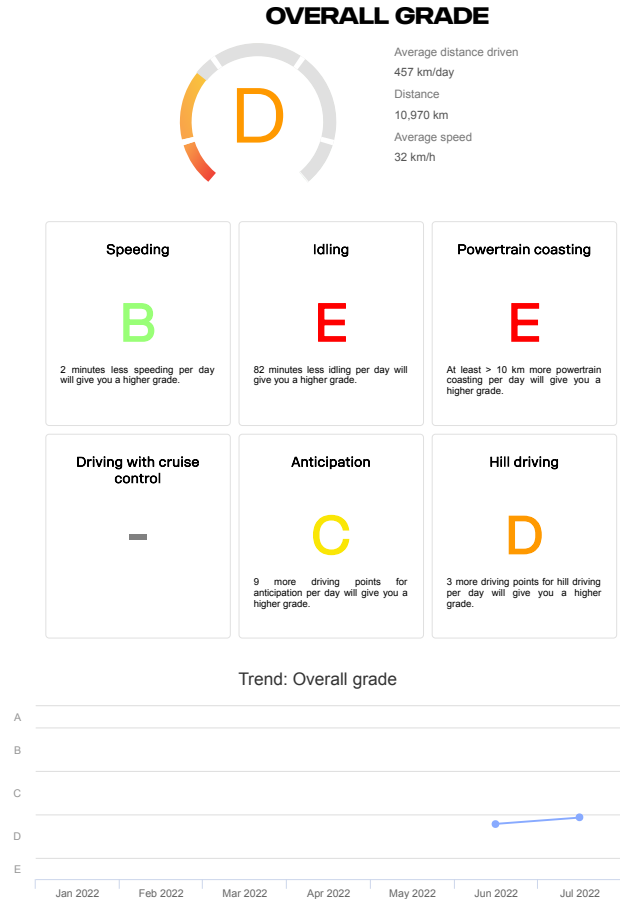 OVERALL GRADE
D
Average distance driven
457 km/day
Distance
10,970 km
Average speed
32 km/h
Speeding
B
2 minutes less speeding per day
will give you a higher grade.
Idling
E
82 minutes less idling per day will
give you a higher grade.
Powertrain coasting
E
At least > 10 km more powertrain
coasting per day will give you a
higher grade.
Driving with cruise
control
-
Anticipation
C
9 more driving points for
anticipation per day will give you a
higher grade.
Hill driving
D
3 more driving points for hill driving
per day will give you a higher
grade.
Trend: Overall grade
A
B
C
D
E
Jan 2022 Feb 2022 Mar 2022 Apr 2022 May 2022 Jun 2022 Jul 2022